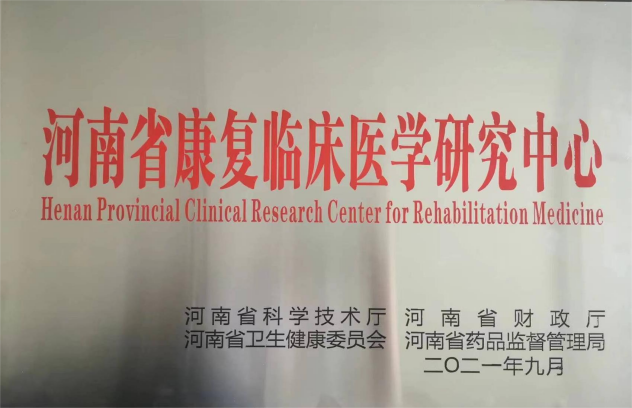 河南省康复临床医学研究中心
Henan Provincial Clinical Research Center for Rehabilitation Medicine
河南省科学技术厅 河南省财政厅
河南省卫生健康委员会 河南省药品监督管理局
二〇二一年九月